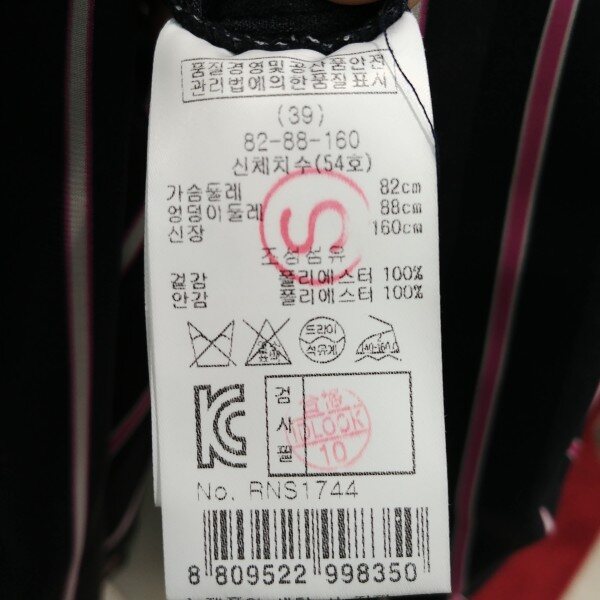 품질경영및공산품안전
관리법에의한품질표시
(39)
82-88-160
신체치수(54호)
가슴둘레 82cm
엉덩이둘레 88cm
신장 160cm
S
조성섬유
겉감 폴리에스터 100%
안감 폴리에스터 100%
드라이
석유계
검
사
필
LOOK
10
No. RNS1744
8 809522 998350